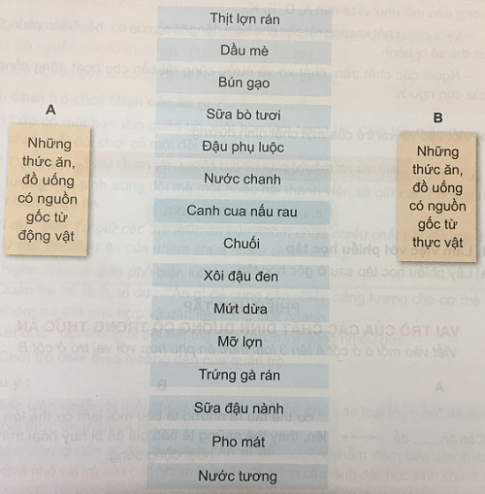 Thịt lợn rán
Dầu mè
Bún gạo
Sữa bò tươi
Đậu phụ luộc
Nước chanh
Canh cua nấu rau
Chuối
Xôi đậu đen
Mứt dừa
Mỡ lợn
Trứng gà rán
Sữa đậu nành
Pho mát
Nước tương
A
Những
thức ăn,
đồ uống
có nguồn
gốc từ
động vật
B
Những
thức ăn,
đồ uống
có nguồn
gốc từ
thực vật